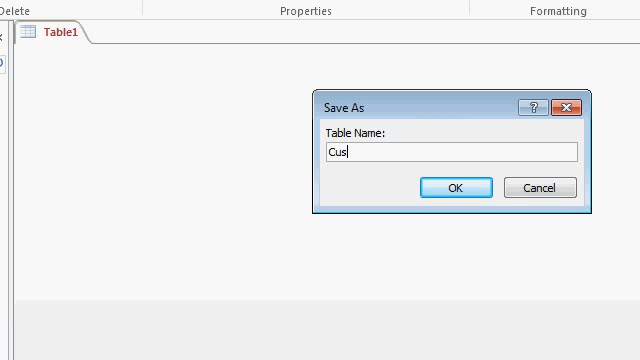 Delete Properties Formatting
Table1
Save As
?
Table Name:
Cus
OK Cancel